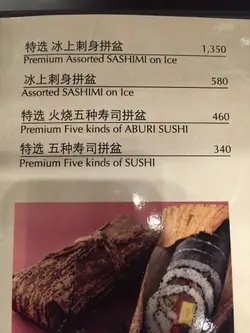 特选 冰上刺身拼盆 1,350
Premium Assorted SASHIMI on Ice
冰上刺身拼盆 580
Assorted SASHIMI on Ice
特选 火烧五种寿司拼盆 460
Premium Five kinds of ABURI SUSHI
特选 五种寿司拼盆 340
Premium Five kinds of SUSHI